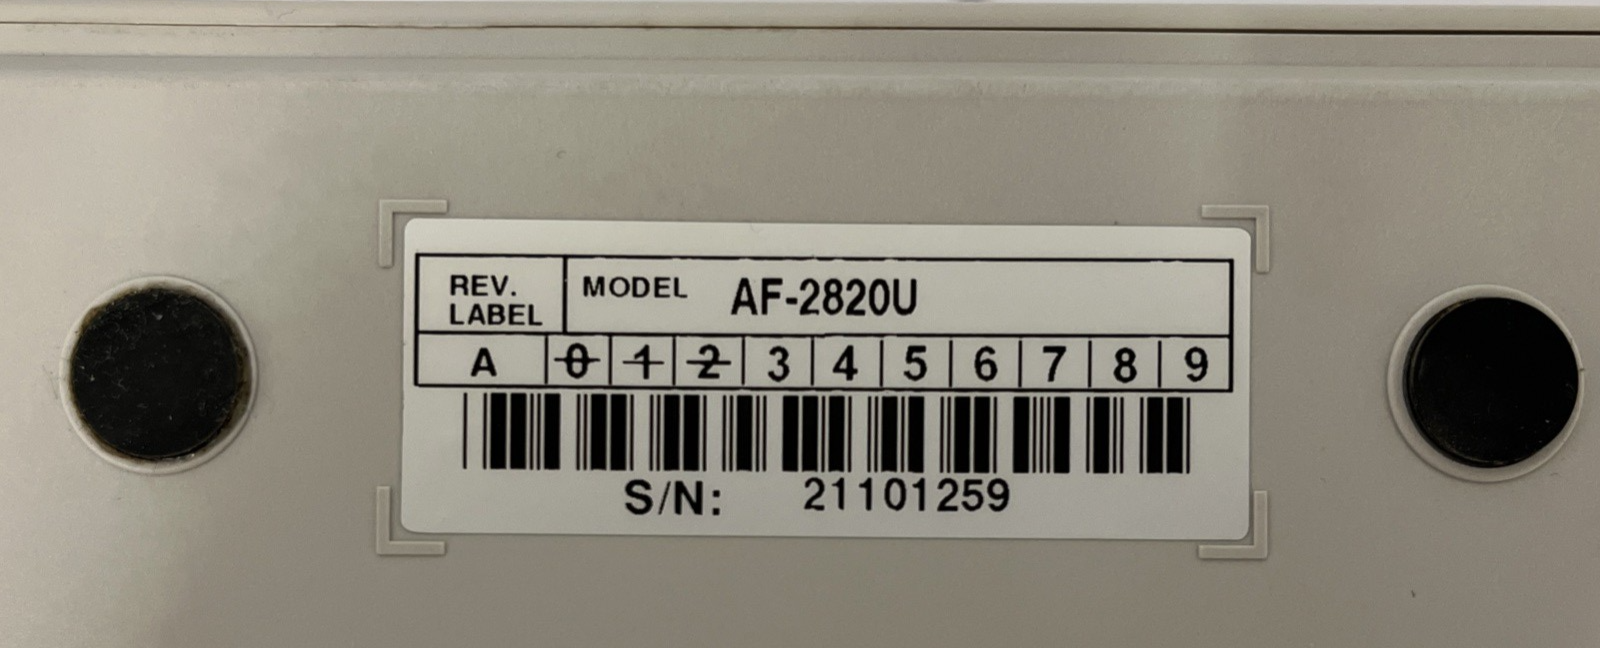 REV. LABEL MODEL AF-2820U
A 0 1 2 3 4 5 6 7 8 9
S/N: 21101259